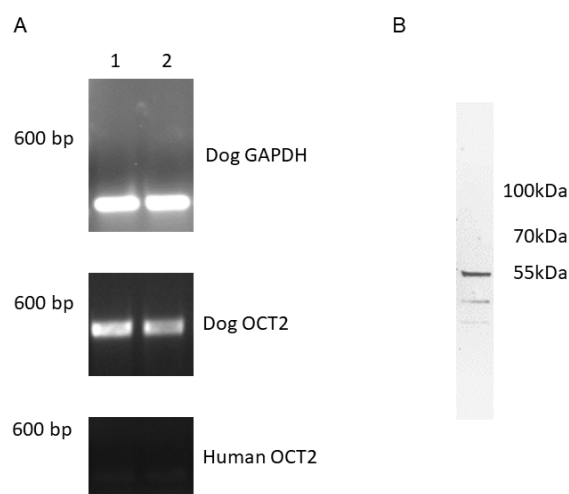 A
B
1 2
600 bp
Dog GAPDH
600 bp
Dog OCT2
600 bp
Human OCT2
100kDa
70kDa
55kDa